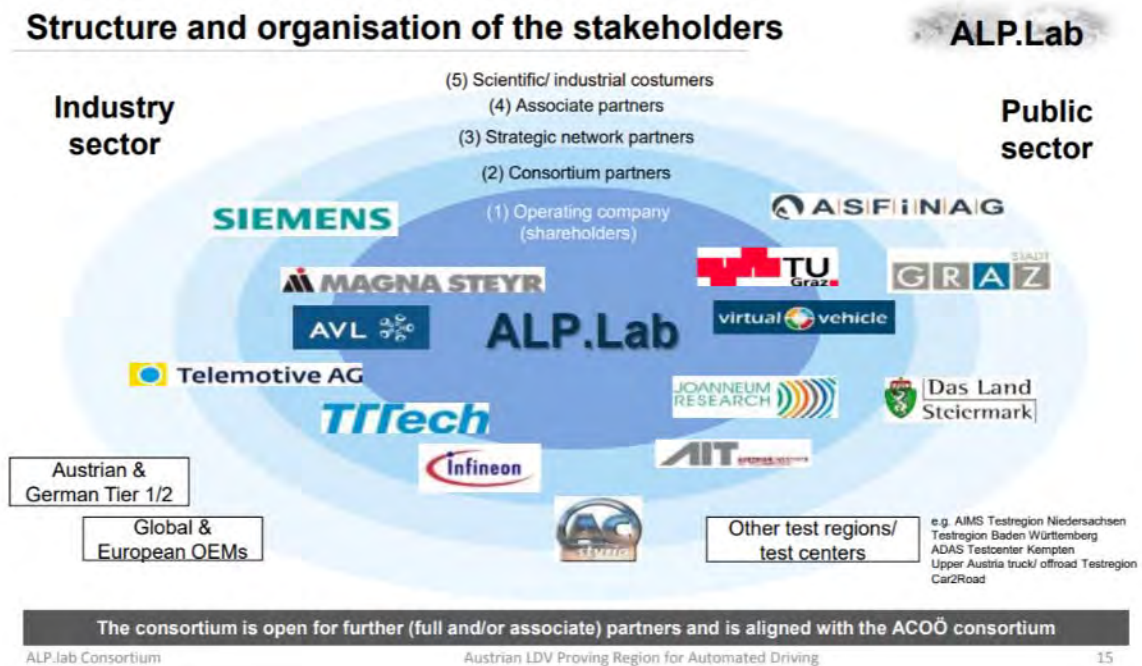 Structure and organisation of the stakeholders
ALP.Lab
(5) Scientific/ industrial costumers
Industry
sector
(4) Associate partners
Public
sector
(3) Strategic network partners
(2) Consortium partners
(1) Operating company
(shareholders)
SIEMENS
ASFiNAG
MAGNA STEYR
TU
Graz
STADT
GRAZ
AVL
ALP.Lab
virtual vehicle
Telemotive AG
JOANNEUM
RESEARCH
Das Land
Steiermark
TTTech
AIT
infineon
Austrian &
German Tier 1/2
Global &
European OEMs
AC
styria
Other test regions/
test centers
e.g. AIMS Testregion Niedersachsen
Testregion Baden Württemberg
ADAS Testcenter Kempten
Upper Austria truck/ offroad Testregion
Car2Road
The consortium is open for further (full and/or associate) partners and is aligned with the ACOÖ consortium
ALP.lab Consortium
Austrian LDV Proving Region for Automated Driving
15